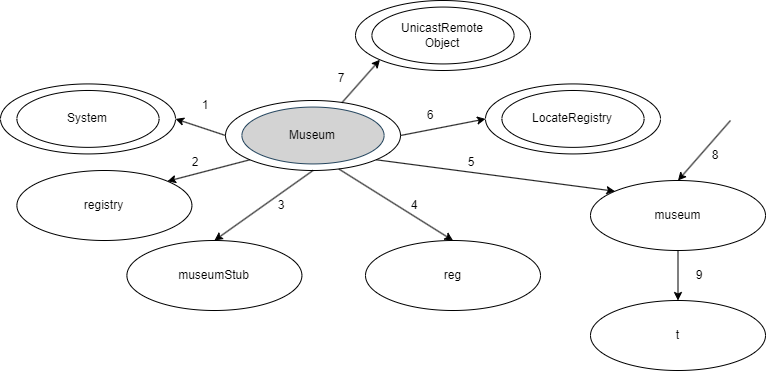 UnicastRemote
Object
7
System
1
Museum
6
LocateRegistry
2
5
8
registry
3
4
museum
museumStub
reg
9
t